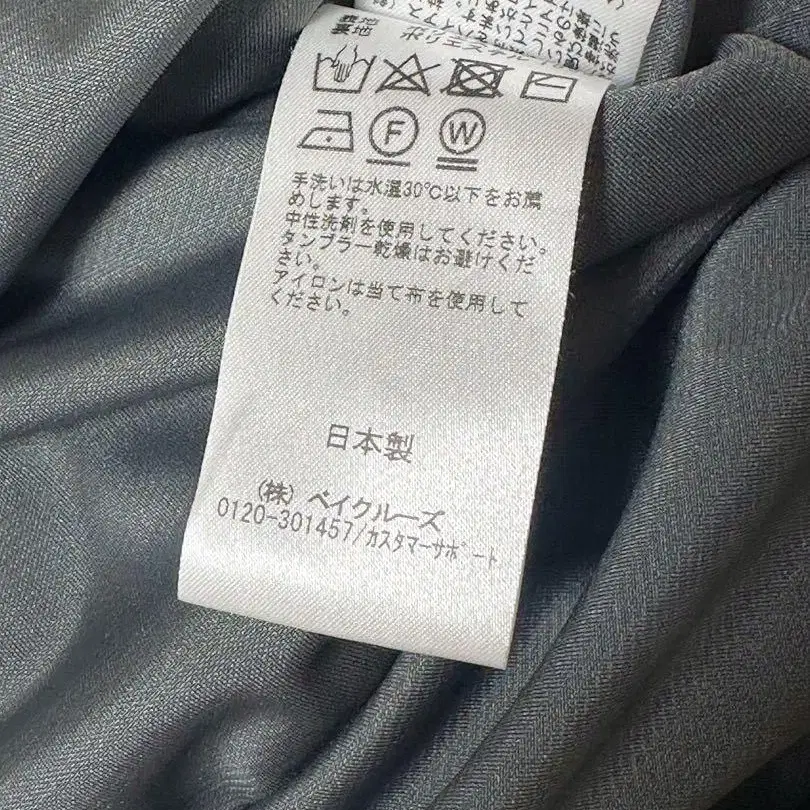 表地
裏地
F
W
手洗いは水温30℃以下をお薦
めします。
中性洗剤を使用してください。
タンブラー乾燥はお避けくだ
さい。
アイロンは当て布を使用して
ください。
日本製
(株) ベイクルーズ
0120-301457/カスタマーサポート